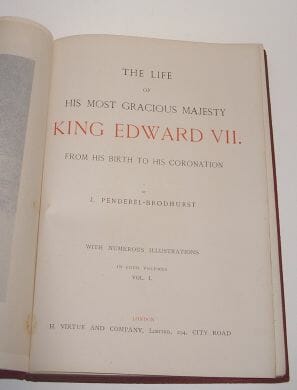 THE LIFE
OF
HIS MOST GRACIOUS MAJESTY
KING EDWARD VII.
FROM HIS BIRTH TO HIS CORONATION
BY
J. PENDEREL-BRODHURST
WITH NUMEROUS ILLUSTRATIONS
IN FOUR VOLUMES
VOL. I.
LONDON
H. VIRTUE AND COMPANY, LIMITED, 294, CITY ROAD